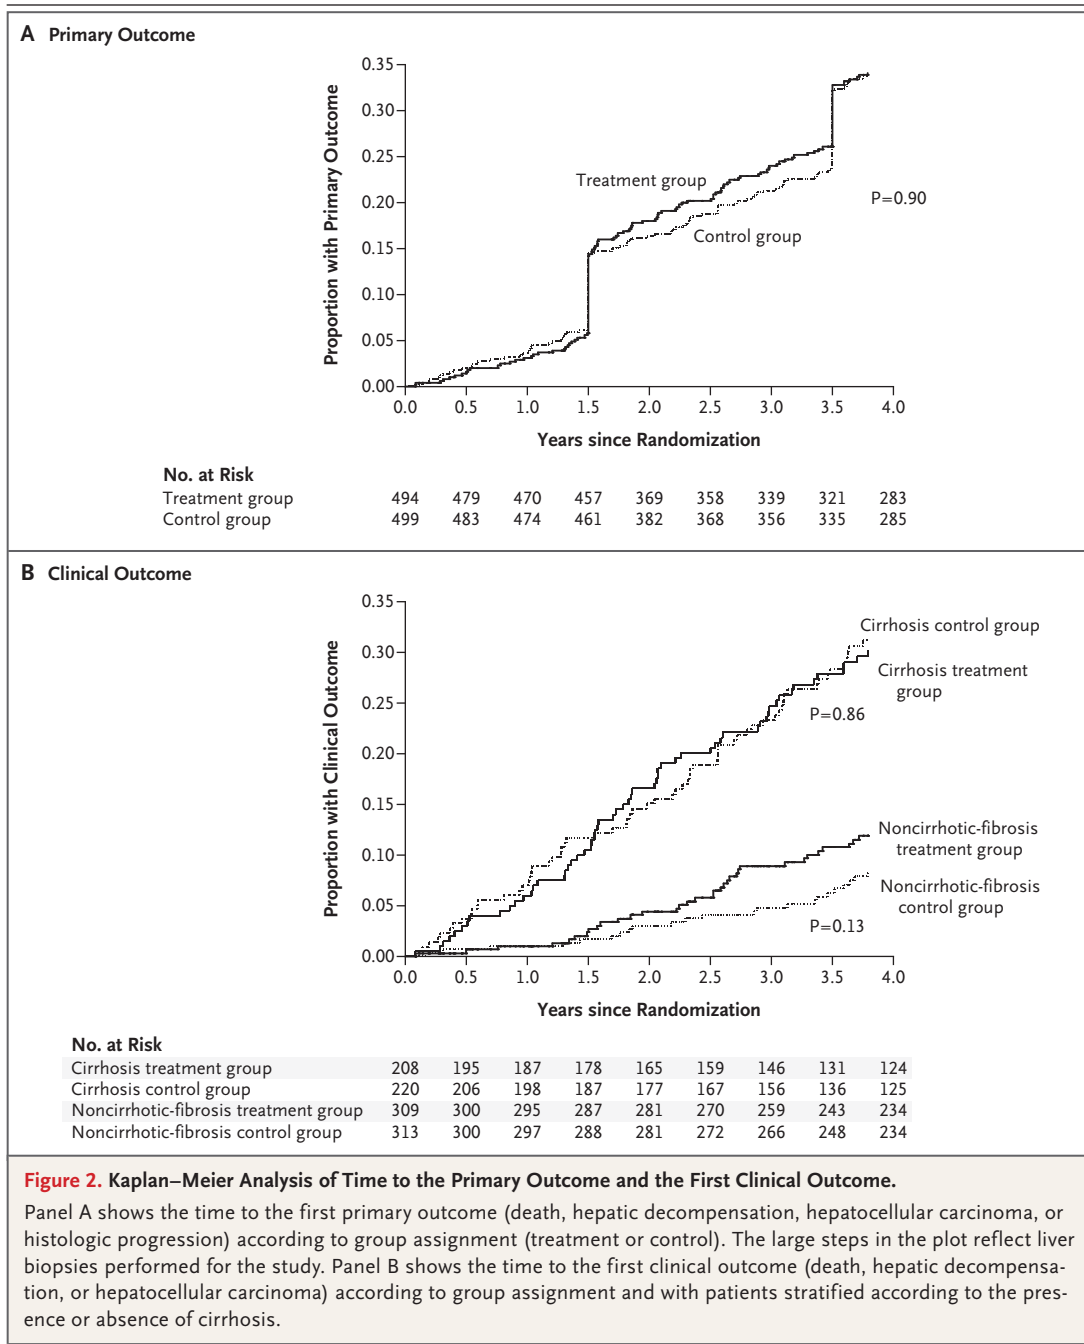 A Primary Outcome
0.35
0.30
0.25
0.20
0.15
0.10
0.05
0.00
Proportion with Primary Outcome
Treatment group
Control group
P=0.90
0.0 0.5 1.0 1.5 2.0 2.5 3.0 3.5 4.0
Years since Randomization
No. at Risk
Treatment group 494 479 470 457 369 358 339 321 283
Control group 499 483 474 461 382 368 356 335 285
B Clinical Outcome
0.35
0.30
0.25
0.20
0.15
0.10
0.05
0.00
Proportion with Clinical Outcome
Cirrhosis control group
Cirrhosis treatment
group
P=0.86
Noncirrhotic-fibrosis
treatment group
Noncirrhotic-fibrosis
control group
P=0.13
0.0 0.5 1.0 1.5 2.0 2.5 3.0 3.5 4.0
Years since Randomization
No. at Risk
Cirrhosis treatment group 208 195 187 178 165 159 146 131 124
Cirrhosis control group 220 206 198 187 177 167 156 136 125
Noncirrhotic-fibrosis treatment group 309 300 295 287 281 270 259 243 234
Noncirrhotic-fibrosis control group 313 300 297 288 281 272 266 248 234
Figure 2. Kaplan–Meier Analysis of Time to the Primary Outcome and the First Clinical Outcome.
Panel A shows the time to the first primary outcome (death, hepatic decompensation, hepatocellular carcinoma, or
histologic progression) according to group assignment (treatment or control). The large steps in the plot reflect liver
biopsies performed for the study. Panel B shows the time to the first clinical outcome (death, hepatic decompensa-
tion, or hepatocellular carcinoma) according to group assignment and with patients stratified according to the pres-
ence or absence of cirrhosis.